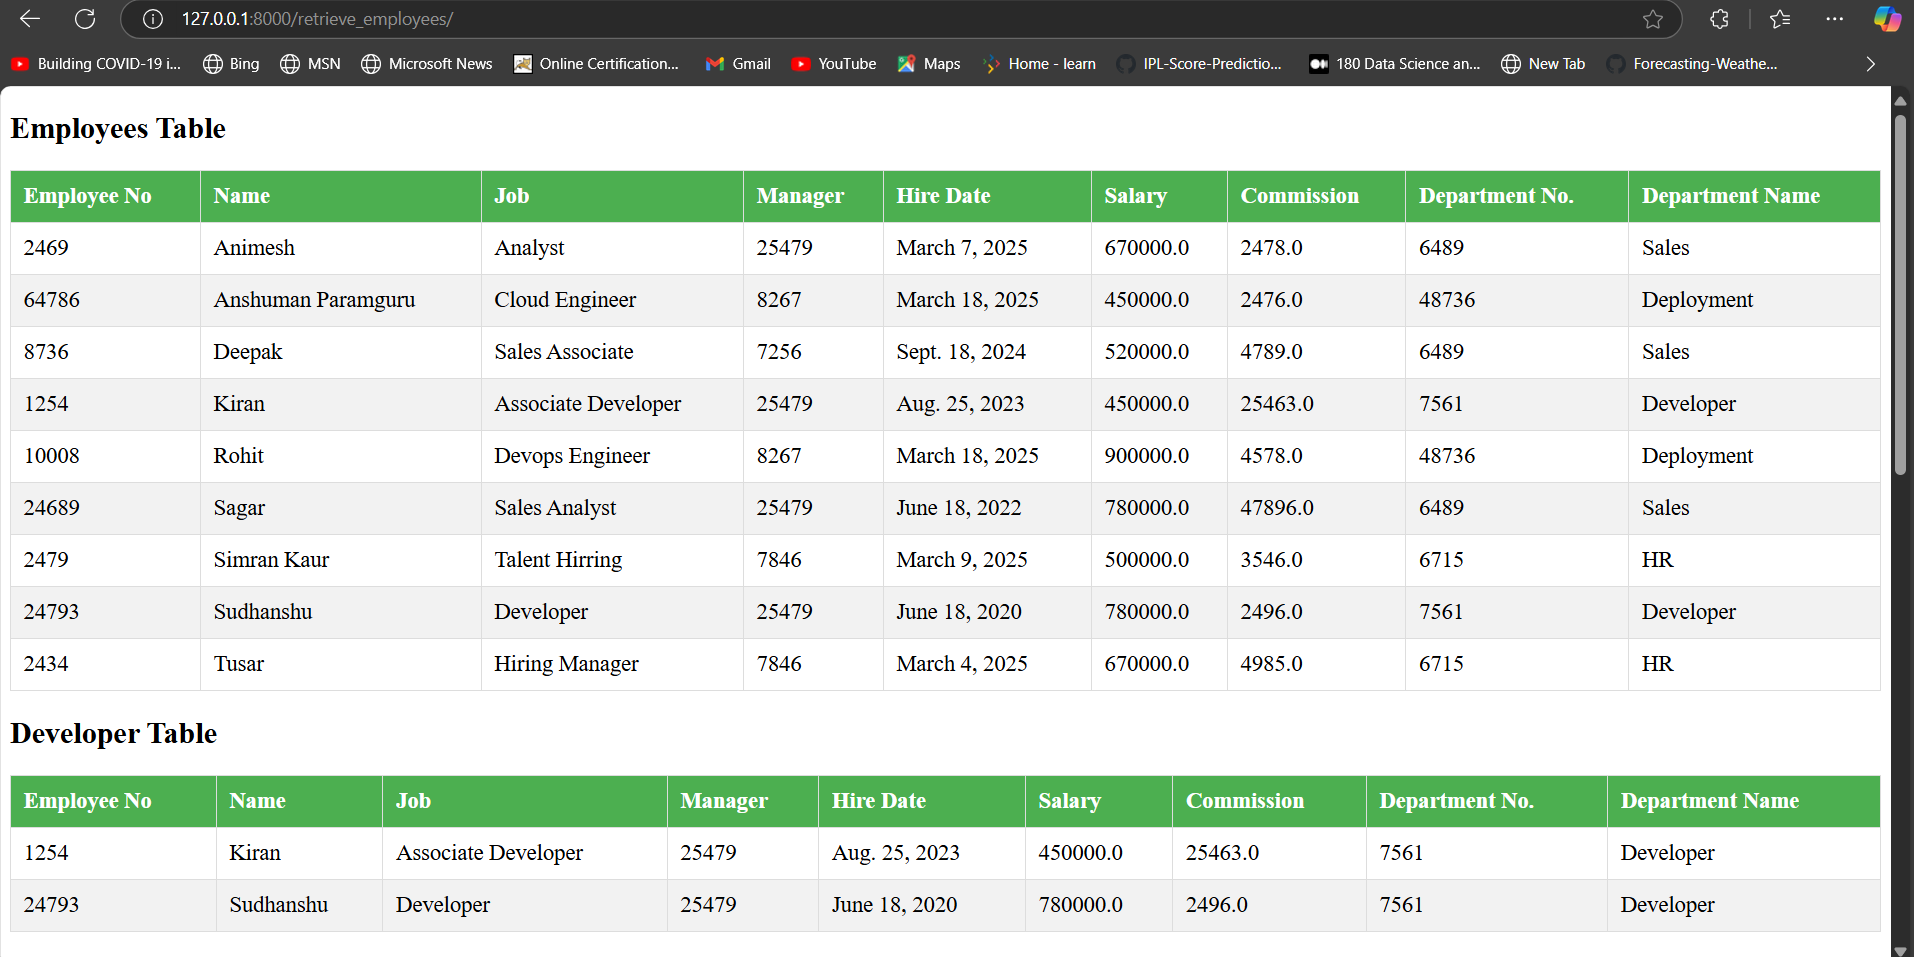 127.0.0.1:8000/retrieve_employees/
Building COVID-19 i... Bing MSN Microsoft News Online Certification... Gmail YouTube Maps Home - learn IPL-Score-Predictio... 180 Data Science an... New Tab Forecasting-Weathe...
Employees Table
Employee No Name Job Manager Hire Date Salary Commission Department No. Department Name
2469 Animesh Analyst 25479 March 7, 2025 670000.0 2478.0 6489 Sales
64786 Anshuman Paramguru Cloud Engineer 8267 March 18, 2025 450000.0 2476.0 48736 Deployment
8736 Deepak Sales Associate 7256 Sept. 18, 2024 520000.0 4789.0 6489 Sales
1254 Kiran Associate Developer 25479 Aug. 25, 2023 450000.0 25463.0 7561 Developer
10008 Rohit Devops Engineer 8267 March 18, 2025 900000.0 4578.0 48736 Deployment
24689 Sagar Sales Analyst 25479 June 18, 2022 780000.0 47896.0 6489 Sales
2479 Simran Kaur Talent Hirring 7846 March 9, 2025 500000.0 3546.0 6715 HR
24793 Sudhanshu Developer 25479 June 18, 2020 780000.0 2496.0 7561 Developer
2434 Tusar Hiring Manager 7846 March 4, 2025 670000.0 4985.0 6715 HR
Developer Table
Employee No Name Job Manager Hire Date Salary Commission Department No. Department Name
1254 Kiran Associate Developer 25479 Aug. 25, 2023 450000.0 25463.0 7561 Developer
24793 Sudhanshu Developer 25479 June 18, 2020 780000.0 2496.0 7561 Developer